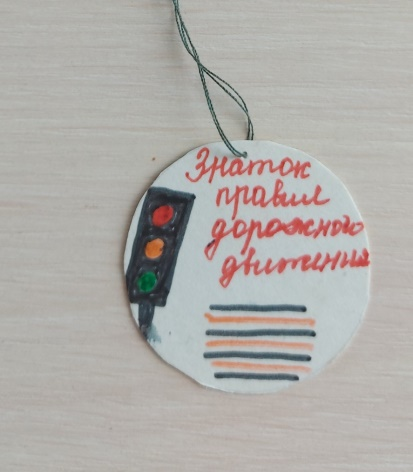 Знаток
правил
дорожного
движения